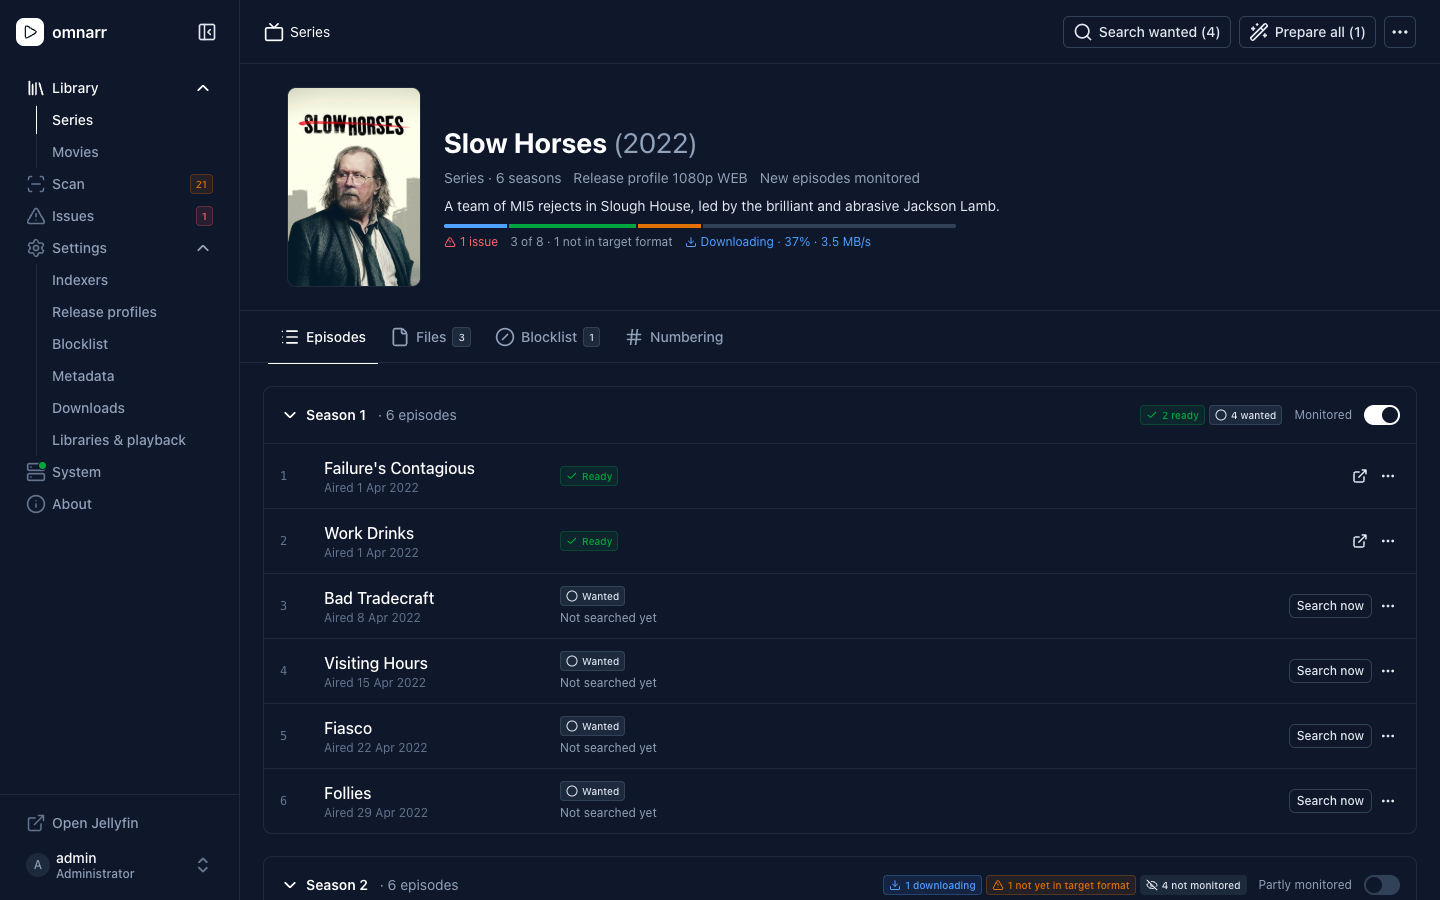 omnarr
Library
Series
Movies
Scan 21
Issues 1
Settings
Indexers
Release profiles
Blocklist
Metadata
Downloads
Libraries & playback
System
About
Open Jellyfin
A admin
Administrator
Series
Search wanted (4) Prepare all (1)
SLOW HORSES
Slow Horses (2022)
Series · 6 seasons Release profile 1080p WEB New episodes monitored
A team of MI5 rejects in Slough House, led by the brilliant and abrasive Jackson Lamb.
1 issue 3 of 8 · 1 not in target format Downloading · 37% · 3.5 MB/s
Episodes Files 3 Blocklist 1 Numbering
Season 1 · 6 episodes 2 ready 4 wanted Monitored
1 Failure's Contagious Ready
Aired 1 Apr 2022
2 Work Drinks Ready
Aired 1 Apr 2022
3 Bad Tradecraft Wanted Search now
Aired 8 Apr 2022 Not searched yet
4 Visiting Hours Wanted Search now
Aired 15 Apr 2022 Not searched yet
5 Fiasco Wanted Search now
Aired 22 Apr 2022 Not searched yet
6 Follies Wanted Search now
Aired 29 Apr 2022 Not searched yet
Season 2 · 6 episodes 1 downloading 1 not yet in target format 4 not monitored Partly monitored